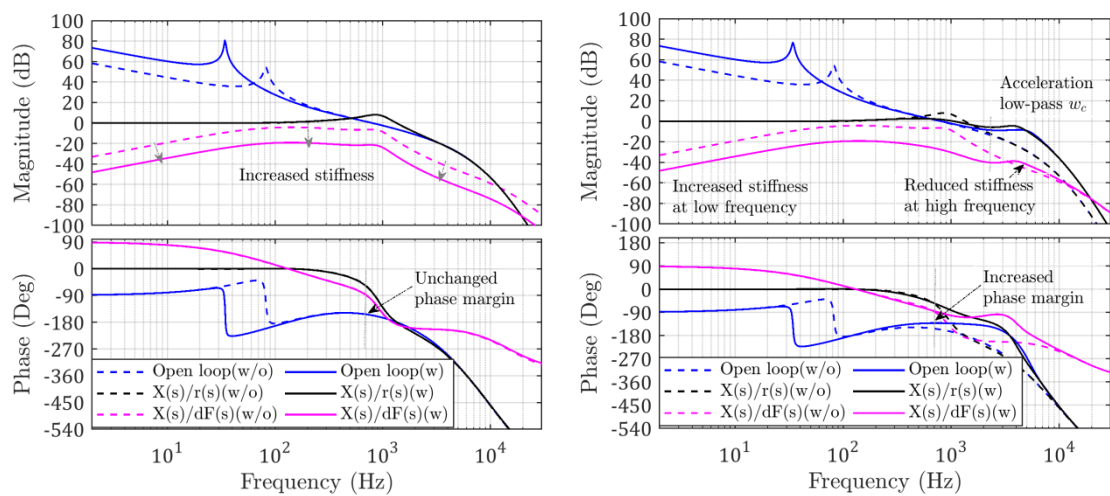 80
60
40
20
0
-20
-40
-60
-80
-100
Magnitude (dB)
Increased stiffness
90
0
-90
-180
-270
-360
-450
-540
Phase (Deg)
Unchanged
phase margin
Open loop(w/o) Open loop(w)
X(s)/r(s)(w/o) X(s)/r(s)(w)
X(s)/dF(s)(w/o) X(s)/dF(s)(w)
10^1 10^2 10^3 10^4
Frequency (Hz)
80
60
40
20
0
-20
-40
-60
-80
-100
Magnitude (dB)
Acceleration
low-pass w_c
Increased stiffness
at low frequency
Reduced stiffness
at high frequency
180
90
0
-90
-180
-270
-360
-450
-540
Phase (Deg)
Increased
phase margin
Open loop(w/o) Open loop(w)
X(s)/r(s)(w/o) X(s)/r(s)(w)
X(s)/dF(s)(w/o) X(s)/dF(s)(w)
10^1 10^2 10^3 10^4
Frequency (Hz)